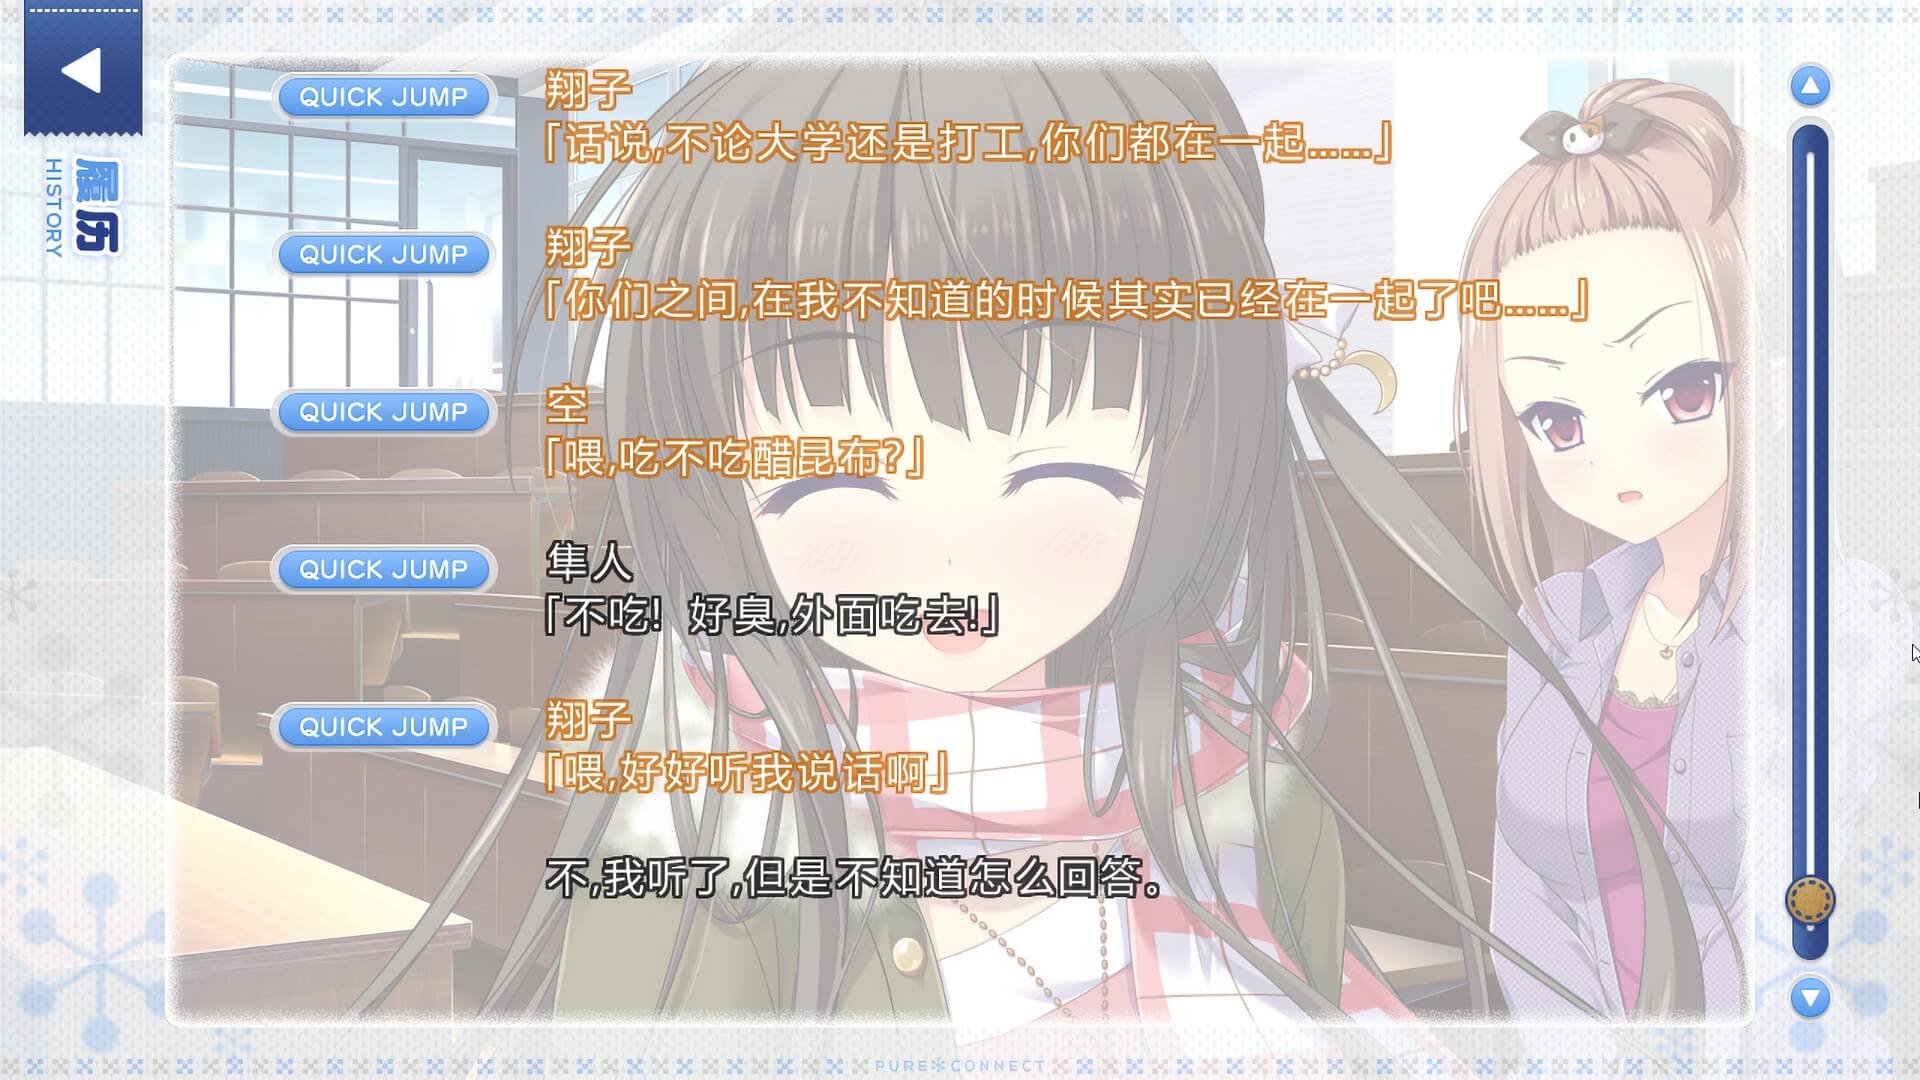 履历
HISTORY
QUICK JUMP
翔子
「话说,不论大学还是打工,你们都在一起……」
QUICK JUMP
翔子
「你们之间,在我不知道的时候其实已经在一起了吧……」
QUICK JUMP
空
「喂,吃不吃醋昆布?」
QUICK JUMP
隼人
「不吃! 好臭,外面吃去!」
QUICK JUMP
翔子
「喂,好好听我说话啊」
不,我听了,但是不知道怎么回答。
PURE✻CONNECT